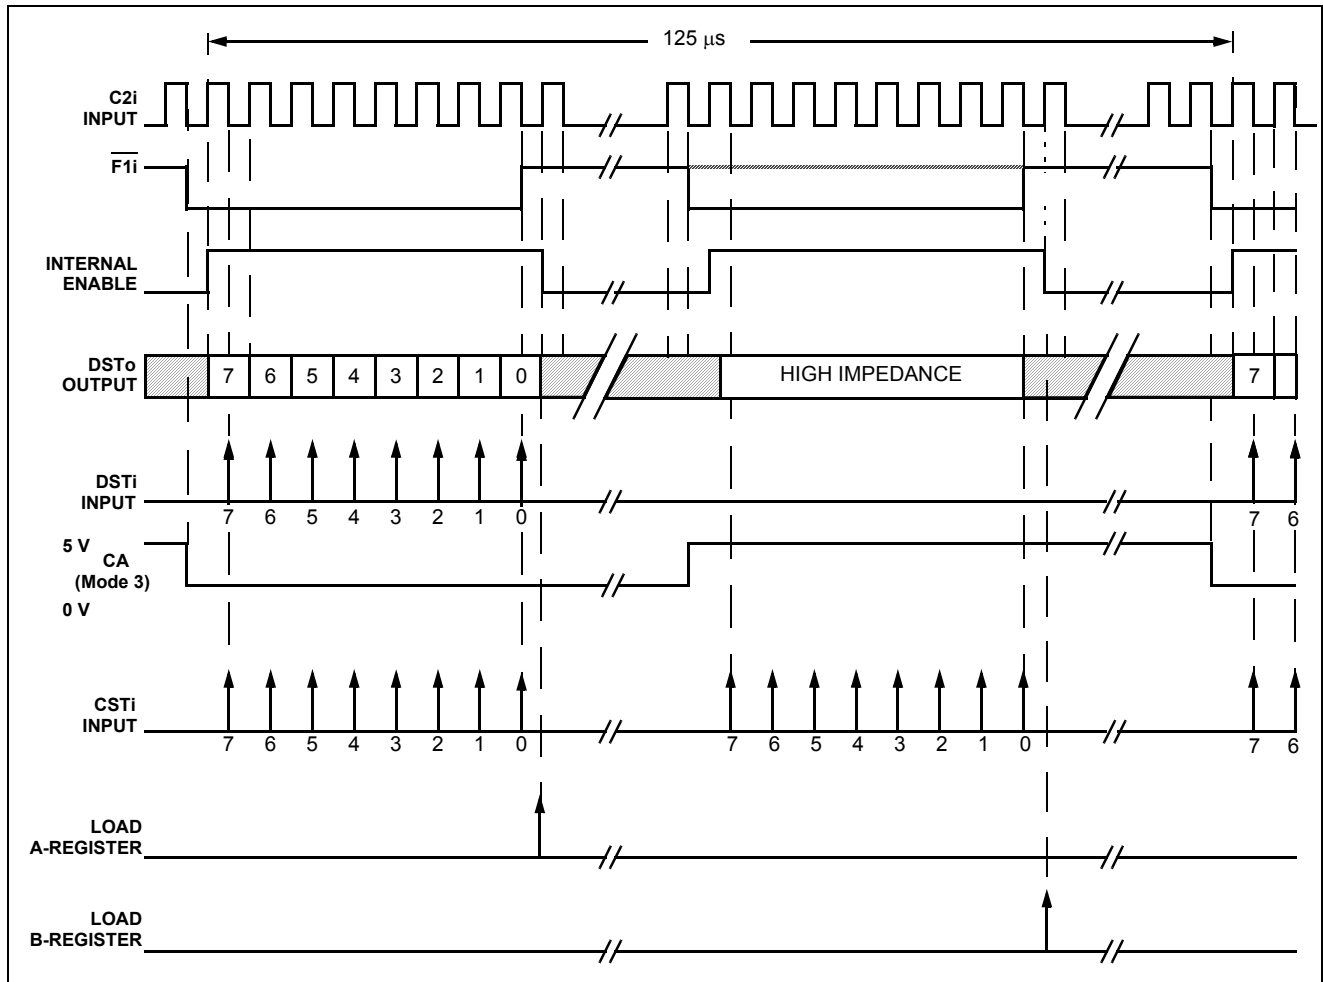 125 μs
C2i
INPUT
F1i
INTERNAL
ENABLE
DSTo
OUTPUT
7 6 5 4 3 2 1 0 HIGH IMPEDANCE 7
DSTi
INPUT
7 6 5 4 3 2 1 0 7 6
5 V
CA
(Mode 3)
0 V
CSTi
INPUT
7 6 5 4 3 2 1 0 7 6 5 4 3 2 1 0 7 6
LOAD
A-REGISTER
LOAD
B-REGISTER